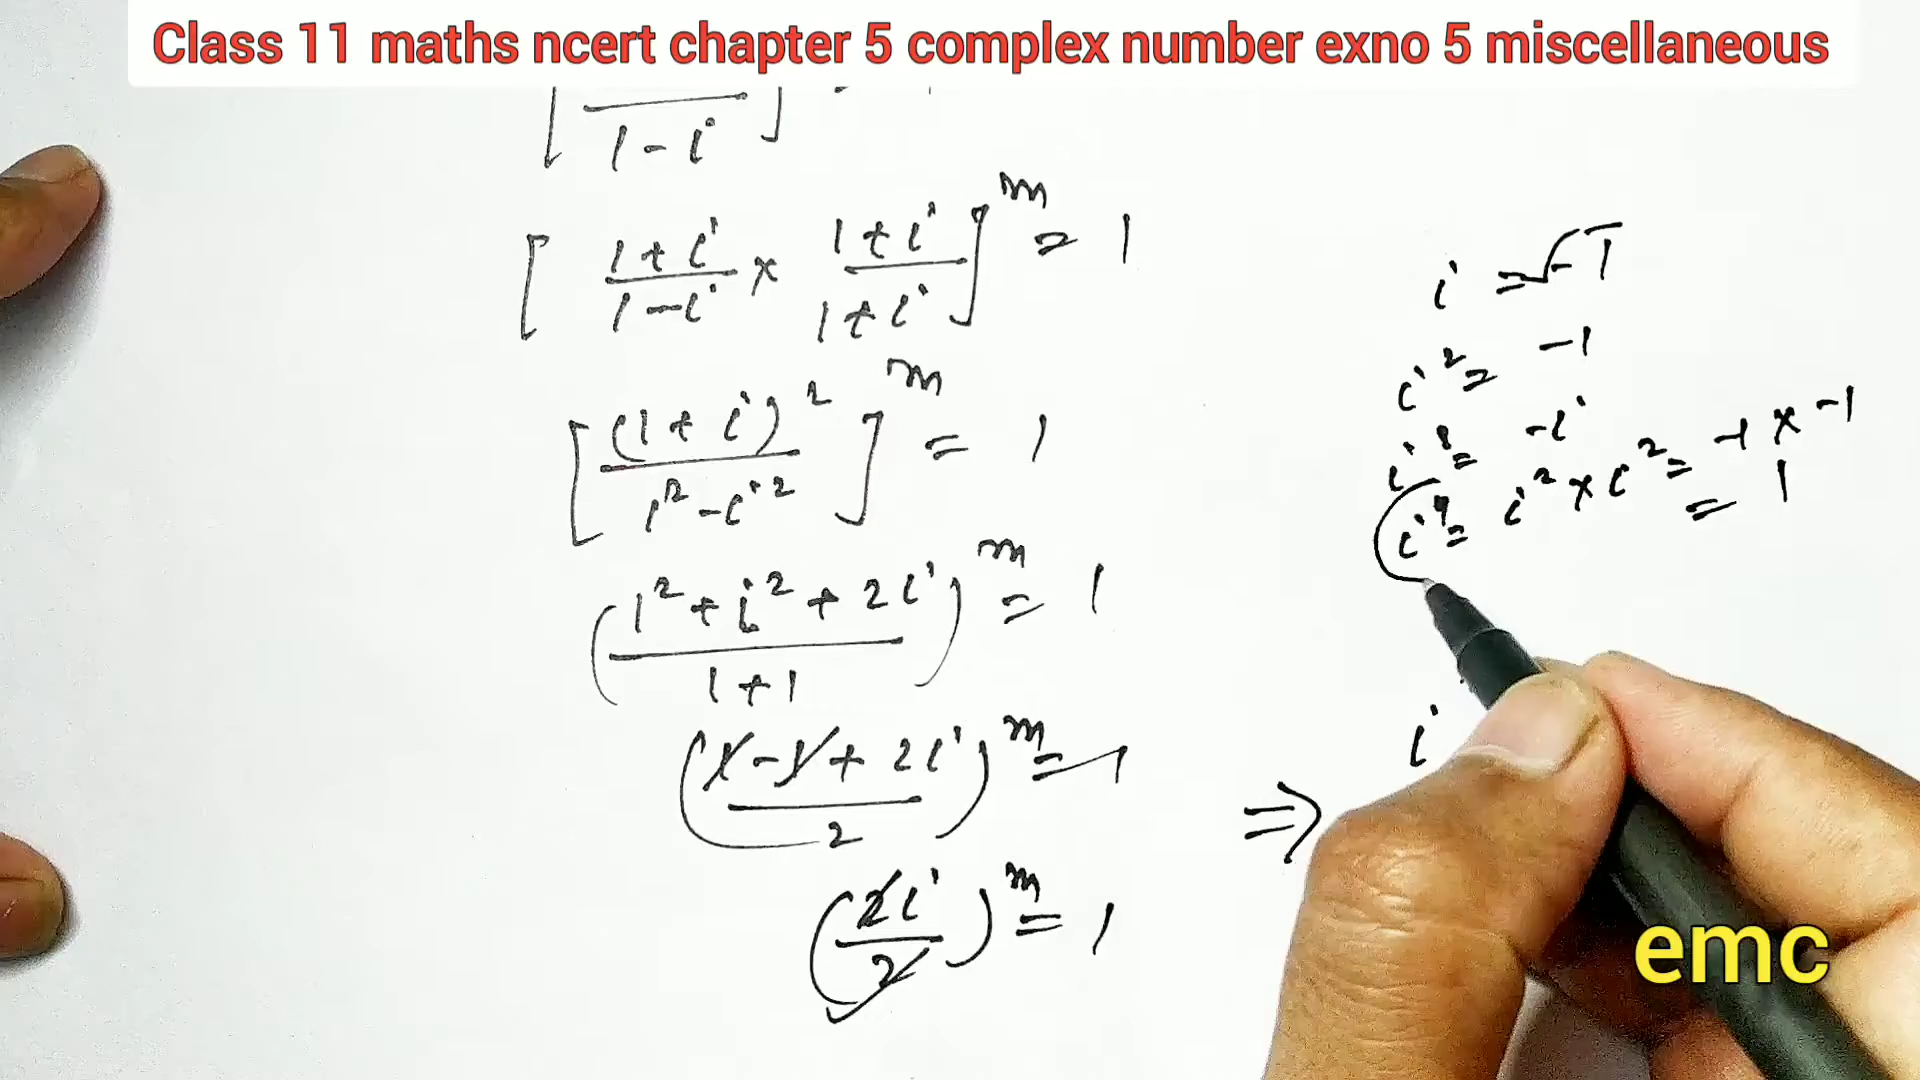 Class 11 maths ncert chapter 5 complex number exno 5 miscellaneous
[ / 1-i ]
[ 1+i/1-i × 1+i/1+i ]^m = 1
[ (1+i)^2 / 1^2-i^2 ]^m = 1
( 1^2+i^2+2i / 1+1 )^m = 1
( 1-1+2i / 2 )^m = 1
( 2i / 2 )^m = 1
i = √-1
i^2 = -1
i^3 = -i
i^4 = i^2 × i^2 = -1 × -1
= 1
⇒ i
emc